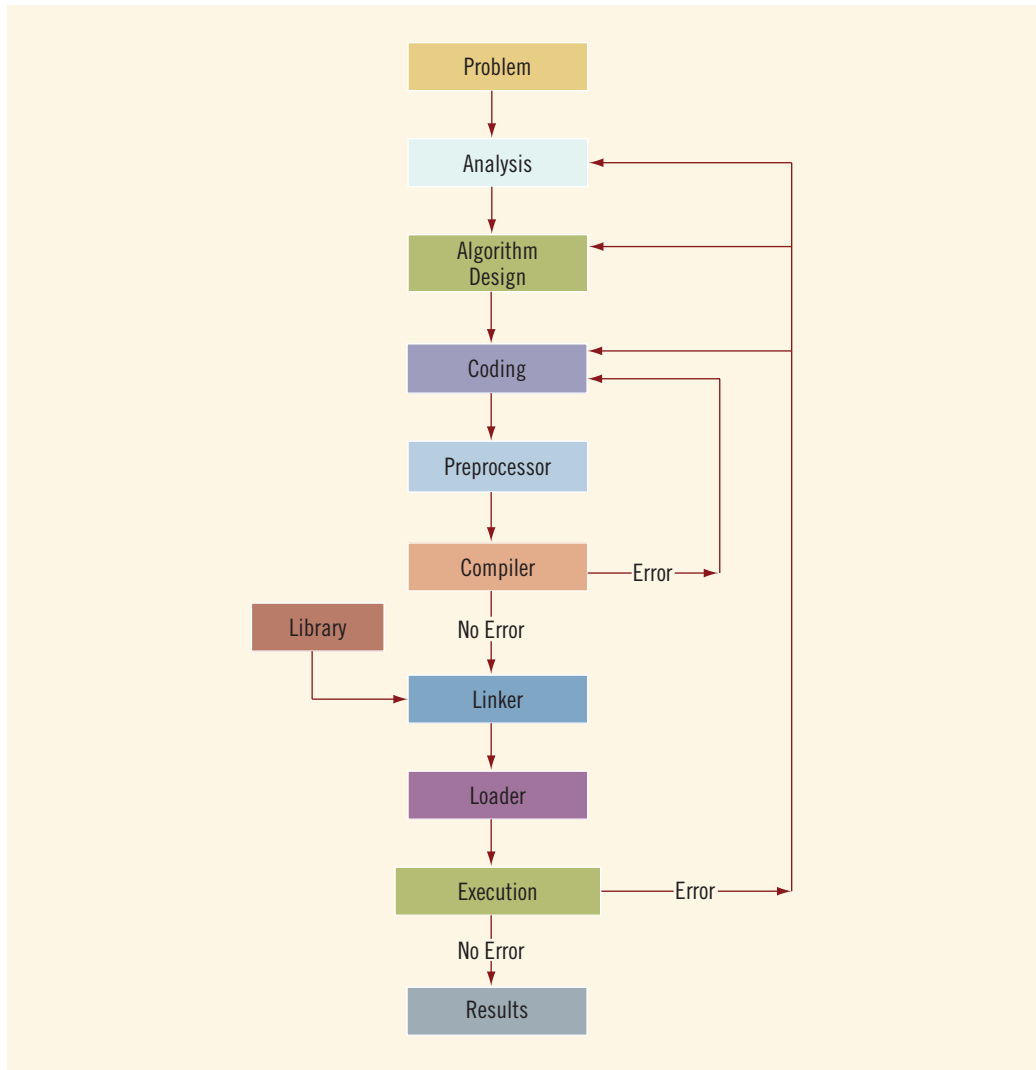 Problem
Analysis
Algorithm
Design
Coding
Preprocessor
Compiler
Error
No Error
Library
Linker
Loader
Execution
Error
No Error
Results